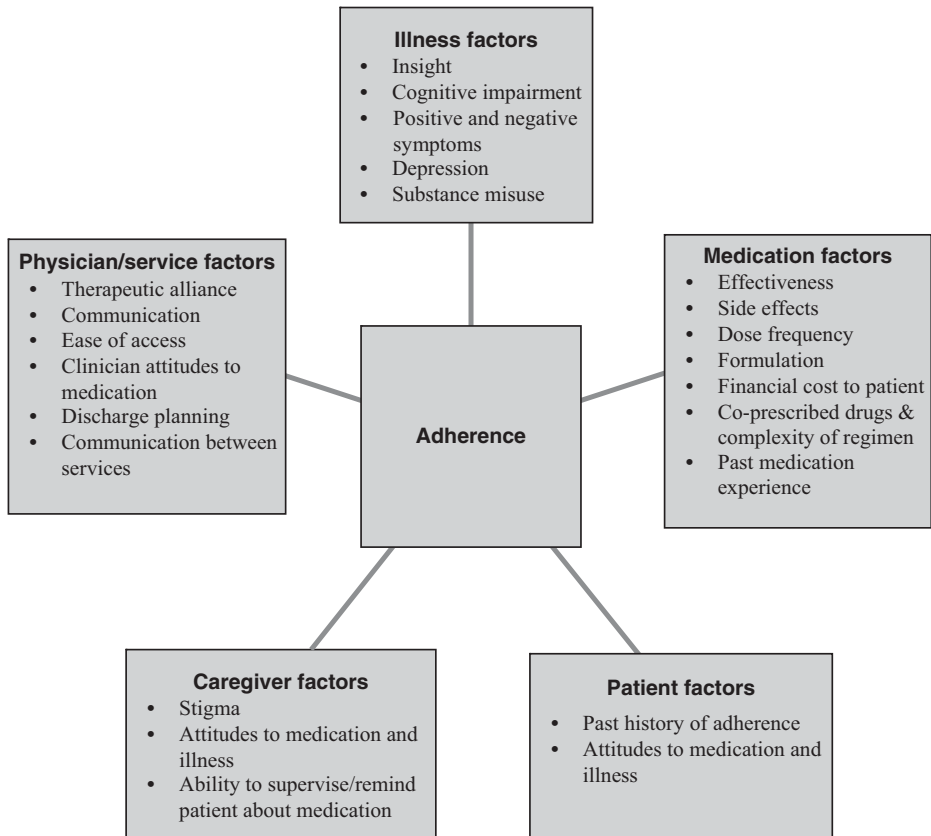 Illness factors
• Insight
• Cognitive impairment
• Positive and negative
symptoms
• Depression
• Substance misuse
Physician/service factors
• Therapeutic alliance
• Communication
• Ease of access
• Clinician attitudes to
medication
• Discharge planning
• Communication between
services
Medication factors
• Effectiveness
• Side effects
• Dose frequency
• Formulation
• Financial cost to patient
• Co-prescribed drugs &
complexity of regimen
• Past medication
experience
Adherence
Caregiver factors
• Stigma
• Attitudes to medication and
illness
• Ability to supervise/remind
patient about medication
Patient factors
• Past history of adherence
• Attitudes to medication and
illness